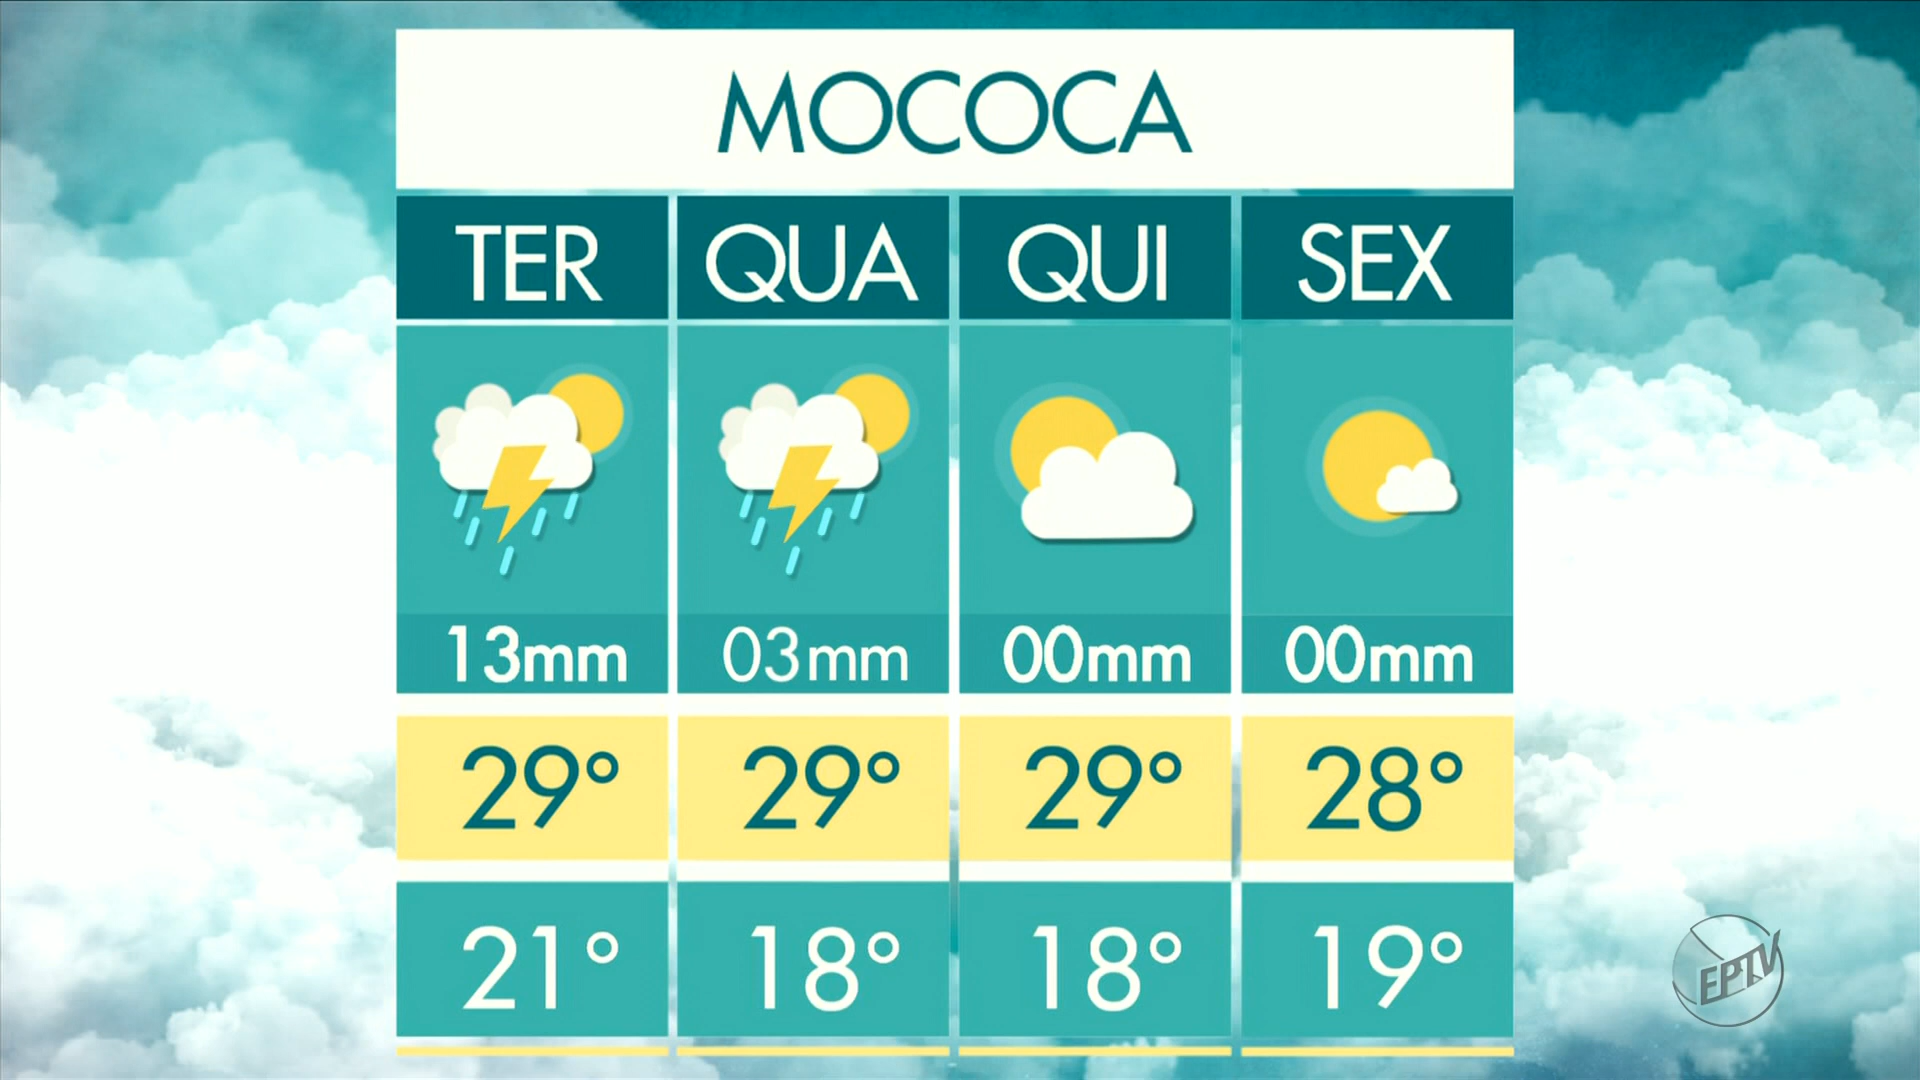 MOCOCA
TER QUA QUI SEX
13mm 03mm 00mm 00mm
29° 29° 29° 28°
21° 18° 18° 19°
EPTV